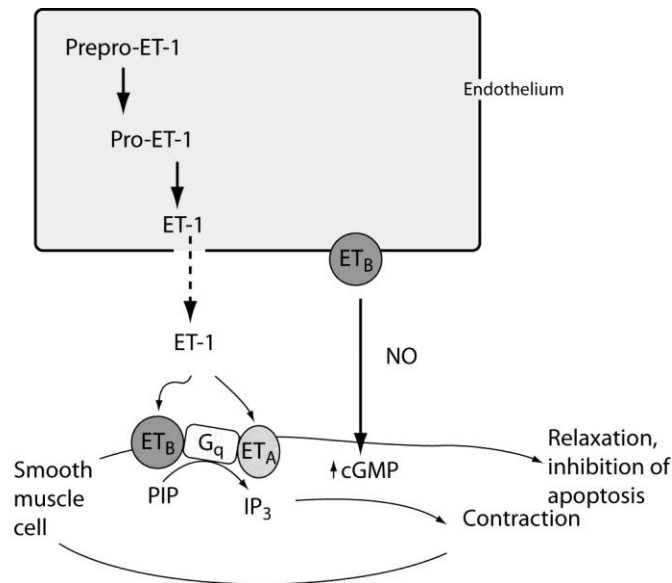 Prepro-ET-1
Endothelium
Pro-ET-1
ET-1
ETB
NO
ET-1
ETB
Gq
ETA
Relaxation,
inhibition of
apoptosis
↑cGMP
Smooth
muscle
cell
PIP
IP3
Contraction